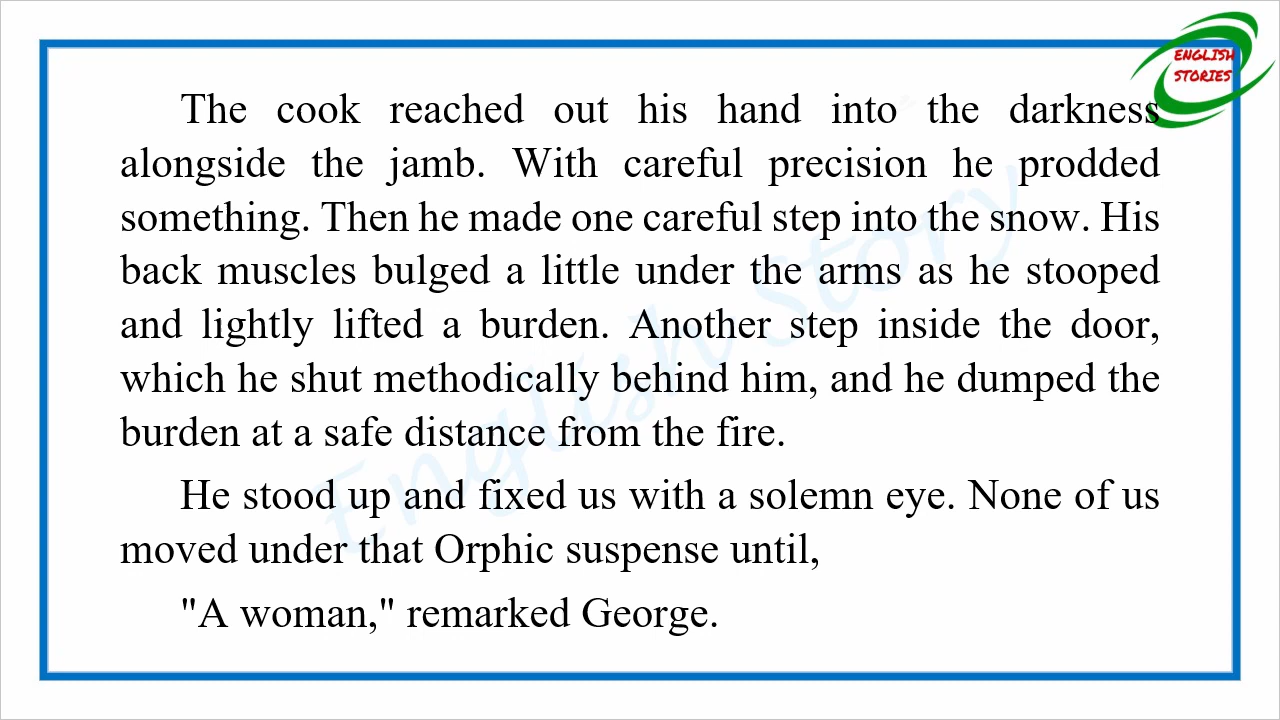 ENGLISH
STORIES
The cook reached out his hand into the darkness
alongside the jamb. With careful precision he prodded
something. Then he made one careful step into the snow. His
back muscles bulged a little under the arms as he stooped
and lightly lifted a burden. Another step inside the door,
which he shut methodically behind him, and he dumped the
burden at a safe distance from the fire.
He stood up and fixed us with a solemn eye. None of us
moved under that Orphic suspense until,
"A woman," remarked George.
English Story